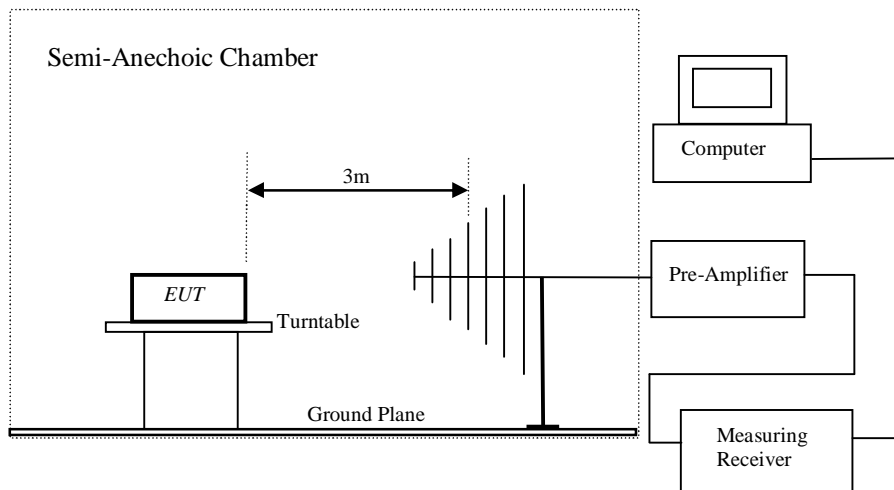 Semi-Anechoic Chamber
Computer
3m
Pre-Amplifier
EUT
Turntable
Ground Plane
Measuring
Receiver